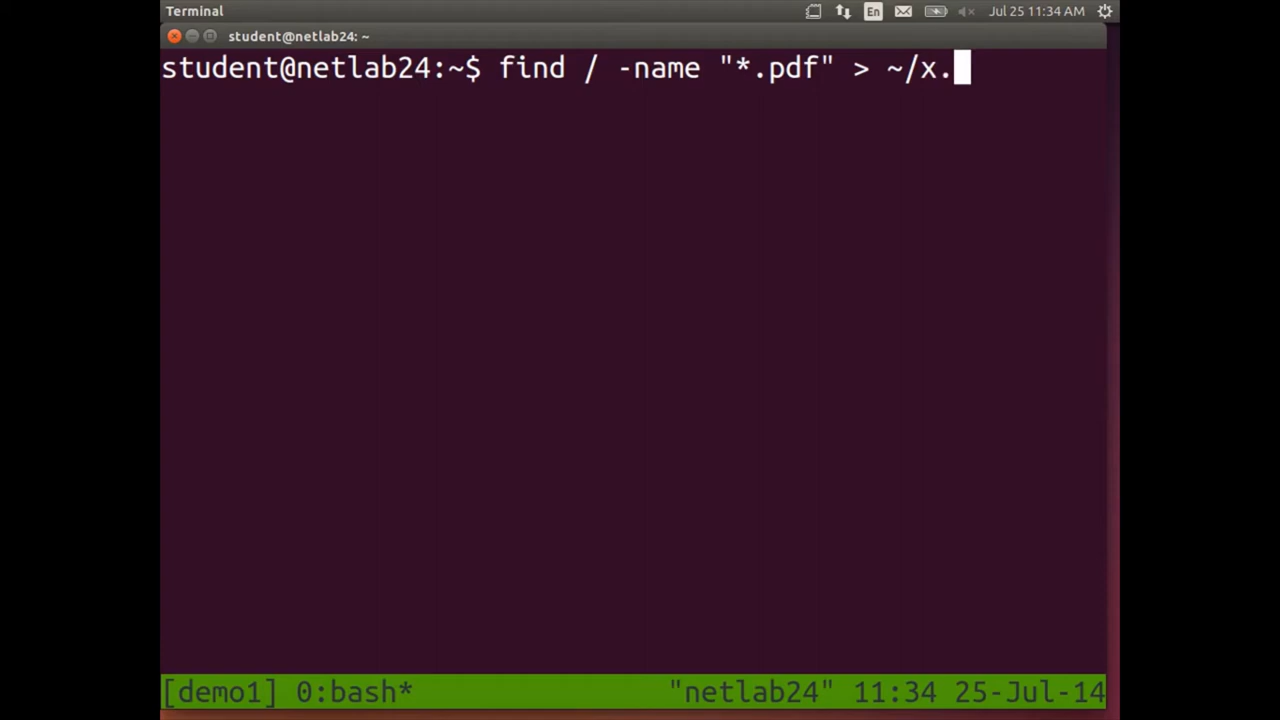 Terminal
En
Jul 25 11:34 AM
student@netlab24: ~
student@netlab24:~$ find / -name "*.pdf" > ~/x.
[demo1] 0:bash*
"netlab24" 11:34 25-Jul-14